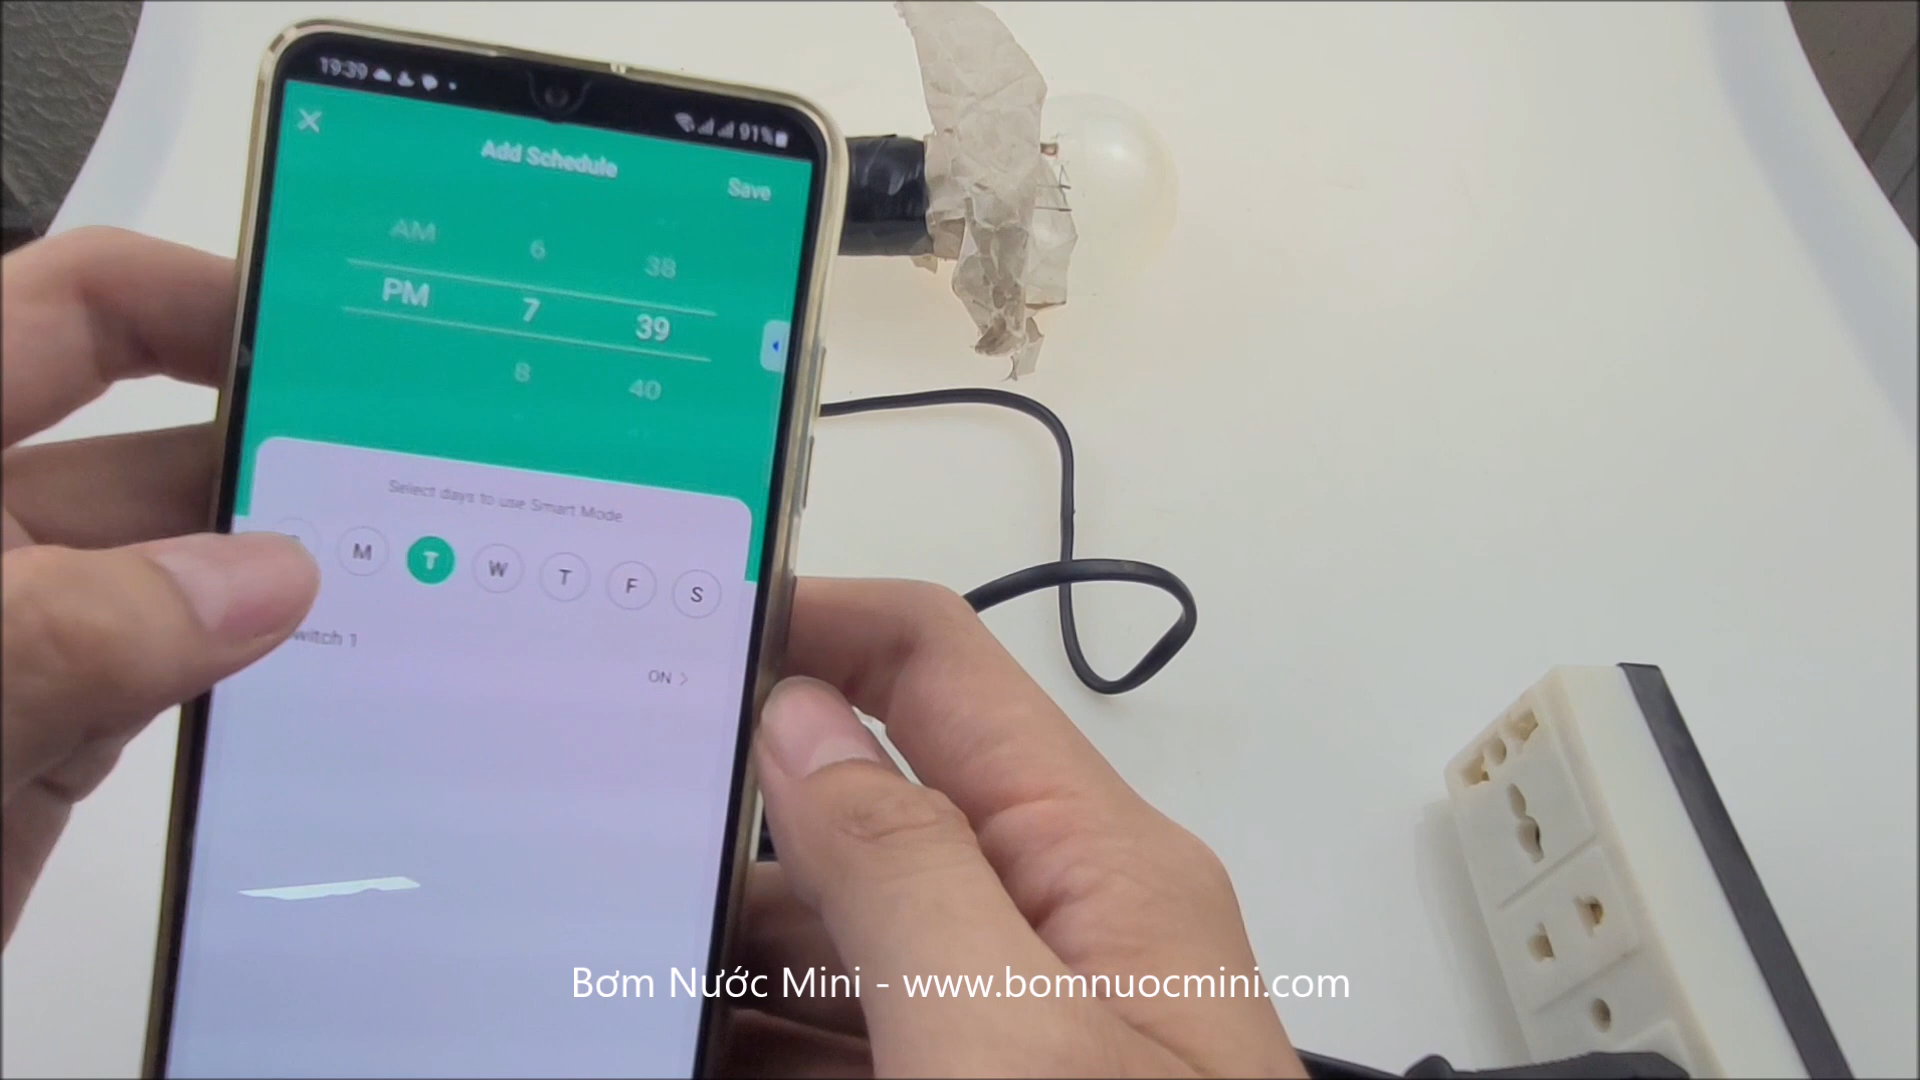 19:39
91%
Add Schedule
Save
AM 6 38
PM 7 39
8 40
Select days to use Smart Mode
M T W T F S
witch 1
ON
Bơm Nước Mini - www.bomnuocmini.com